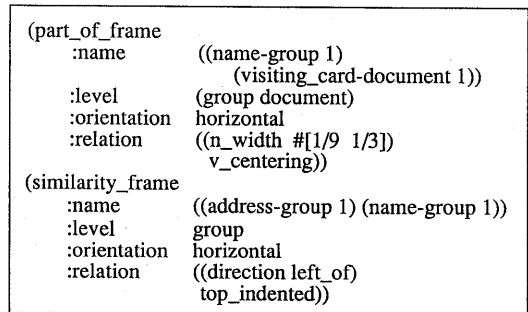 (part_of_frame
:name ((name-group 1)
(visiting_card-document 1))
:level (group document)
:orientation horizontal
:relation ((n_width #[1/9 1/3])
v_centering))
(similarity_frame
:name ((address-group 1) (name-group 1))
:level group
:orientation horizontal
:relation ((direction left_of)
top_indented))